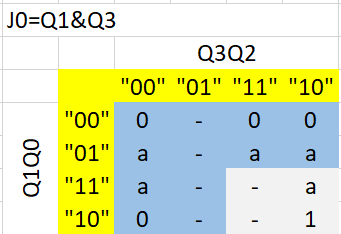 J0=Q1&Q3
Q3Q2
"00" "01" "11" "10"
Q1Q0
"00" 0 - 0 0
"01" a - a a
"11" a - - a
"10" 0 - - 1